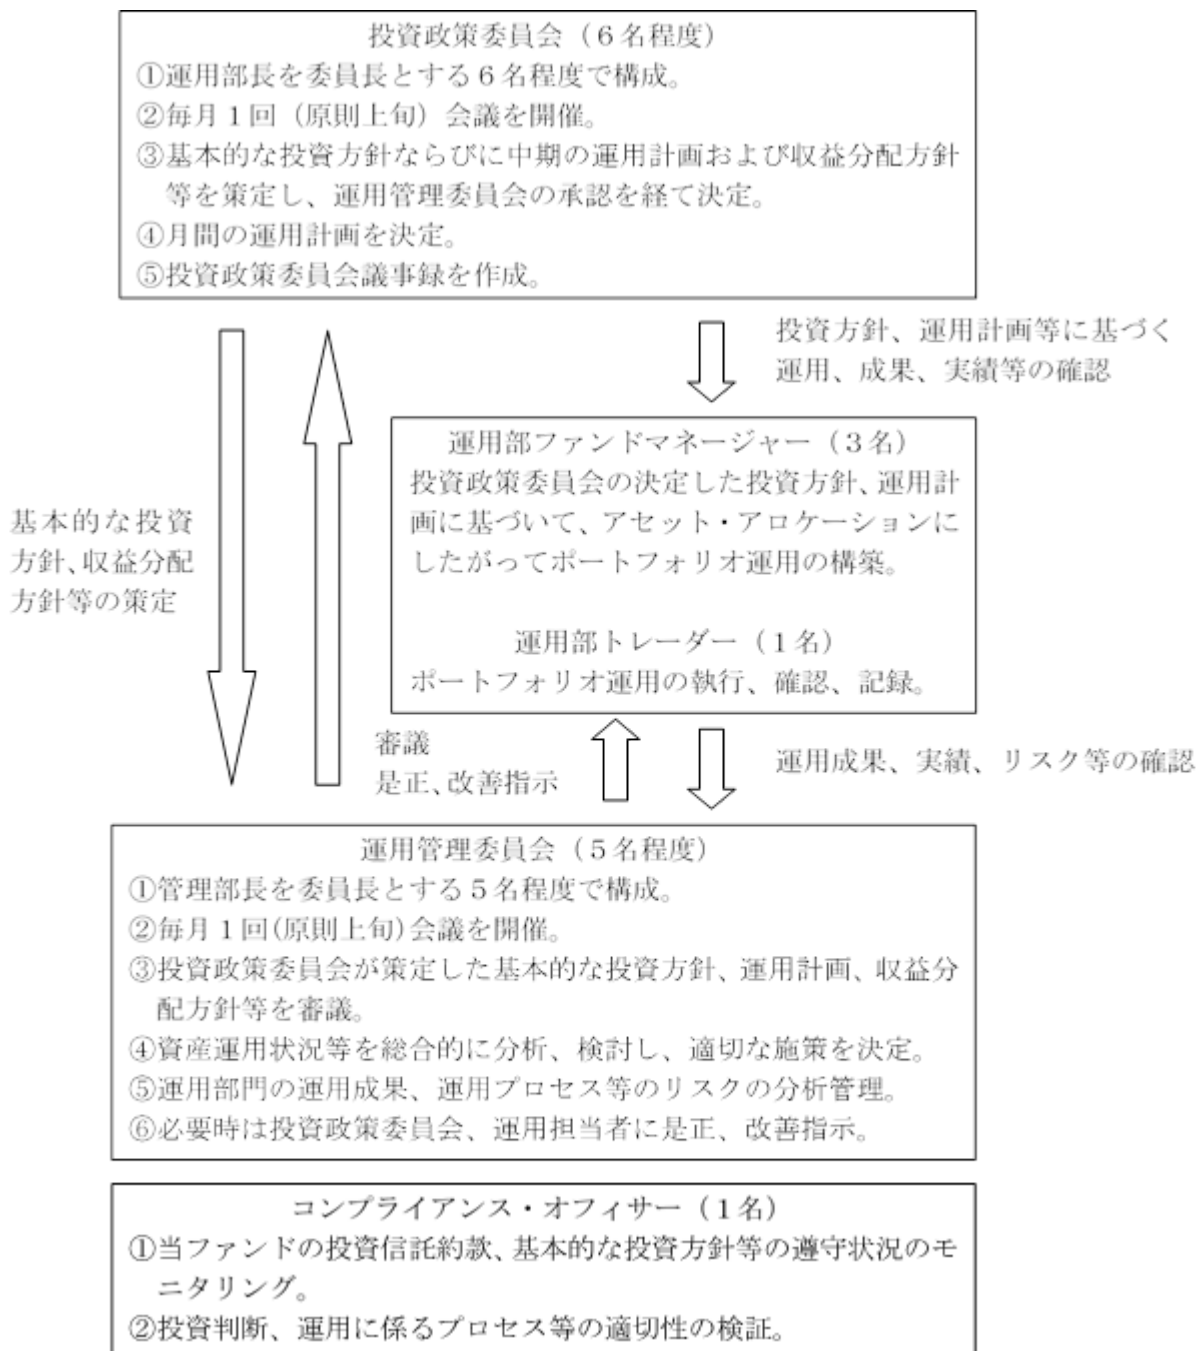 投資政策委員会（６名程度）
①運用部長を委員長とする６名程度で構成。
②毎月１回（原則上旬）会議を開催。
③基本的な投資方針ならびに中期の運用計画および収益分配方針
等を策定し、運用管理委員会の承認を経て決定。
④月間の運用計画を決定。
⑤投資政策委員会議事録を作成。
投資方針、運用計画等に基づく
運用、成果、実績等の確認
運用部ファンドマネージャー（３名）
投資政策委員会の決定した投資方針、運用計
画に基づいて、アセット・アロケーションに
したがってポートフォリオ運用の構築。
運用部トレーダー（１名）
ポートフォリオ運用の執行、確認、記録。
基本的な投資
方針、収益分配
方針等の策定
審議
是正、改善指示
運用成果、実績、リスク等の確認
運用管理委員会（５名程度）
①管理部長を委員長とする５名程度で構成。
②毎月１回(原則上旬)会議を開催。
③投資政策委員会が策定した基本的な投資方針、運用計画、収益分
配方針等を審議。
④資産運用状況等を総合的に分析、検討し、適切な施策を決定。
⑤運用部門の運用成果、運用プロセス等のリスクの分析管理。
⑥必要時は投資政策委員会、運用担当者に是正、改善指示。
コンプライアンス・オフィサー（１名）
①当ファンドの投資信託約款、基本的な投資方針等の遵守状況のモ
ニタリング。
②投資判断、運用に係るプロセス等の適切性の検証。